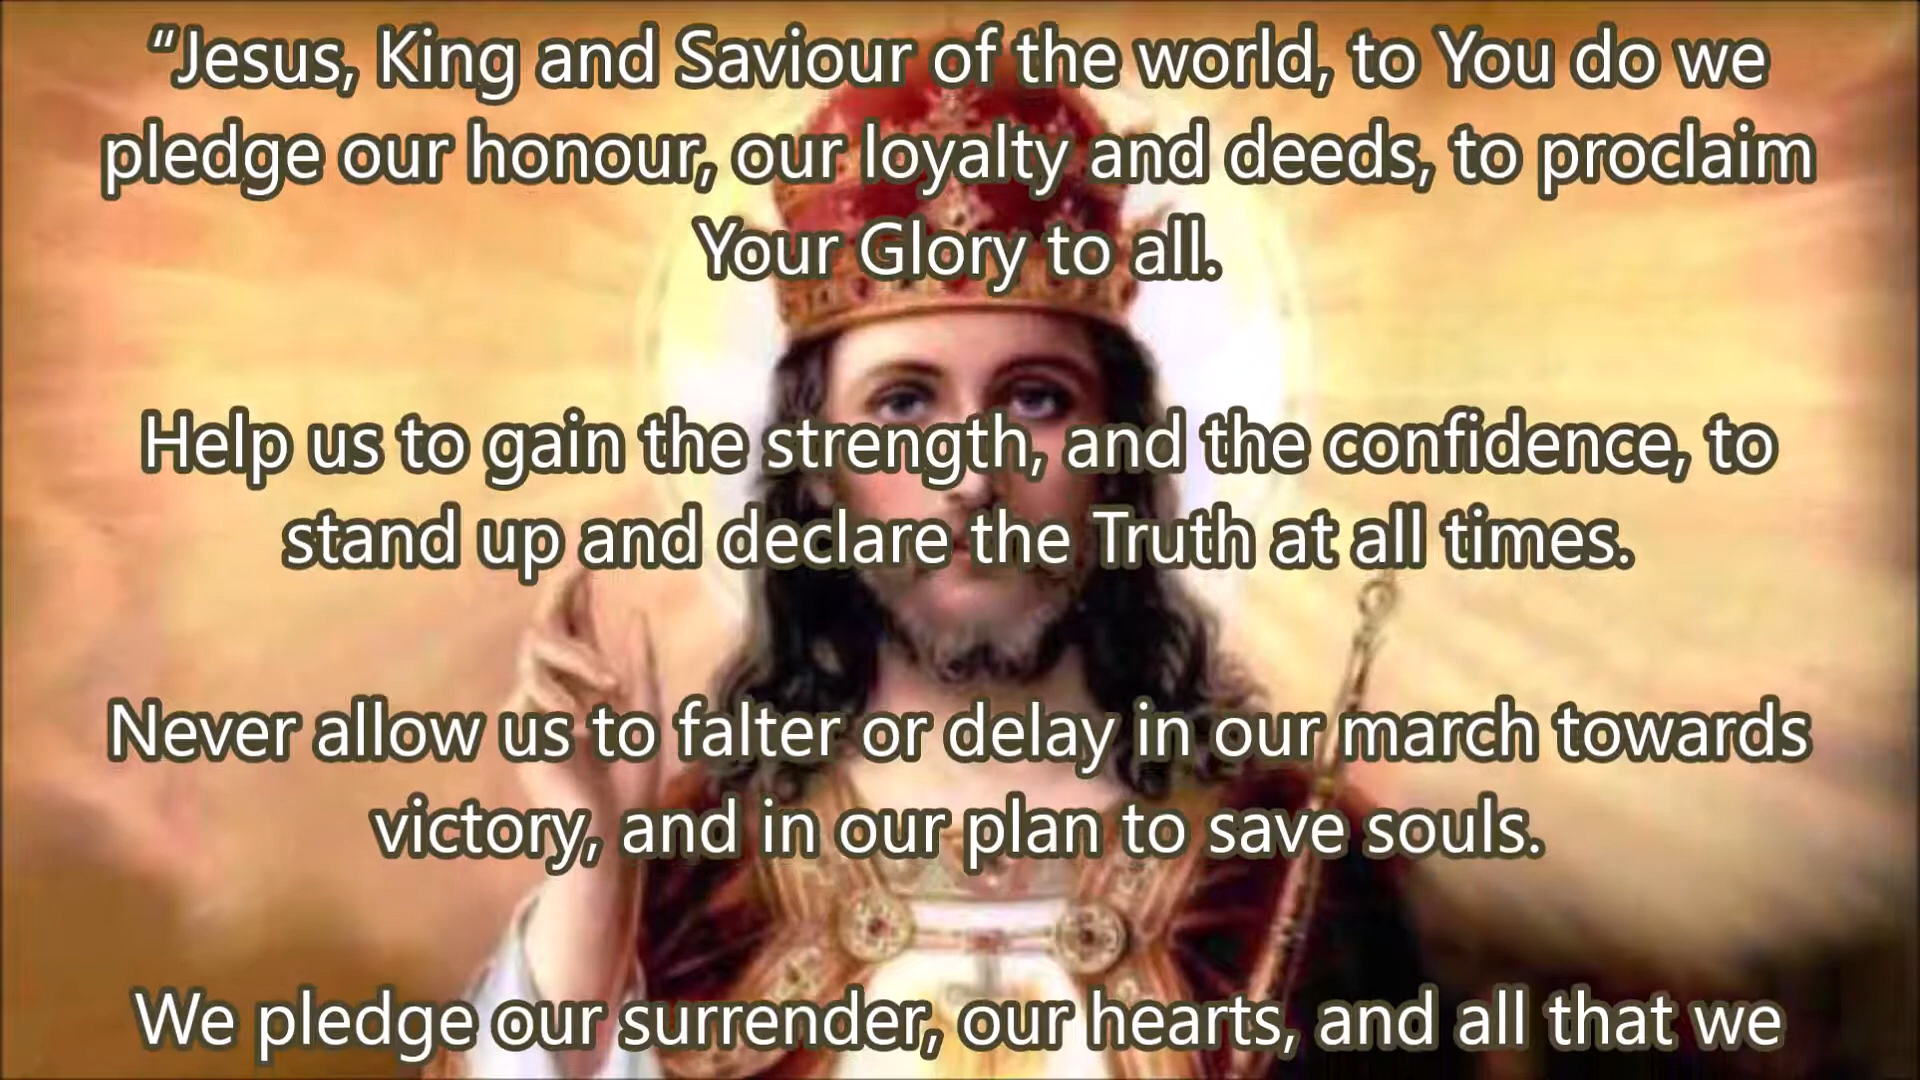 “Jesus, King and Saviour of the world, to You do we
pledge our honour, our loyalty and deeds, to proclaim
Your Glory to all.
Help us to gain the strength, and the confidence, to
stand up and declare the Truth at all times.
Never allow us to falter or delay in our march towards
victory, and in our plan to save souls.
We pledge our surrender, our hearts, and all that we